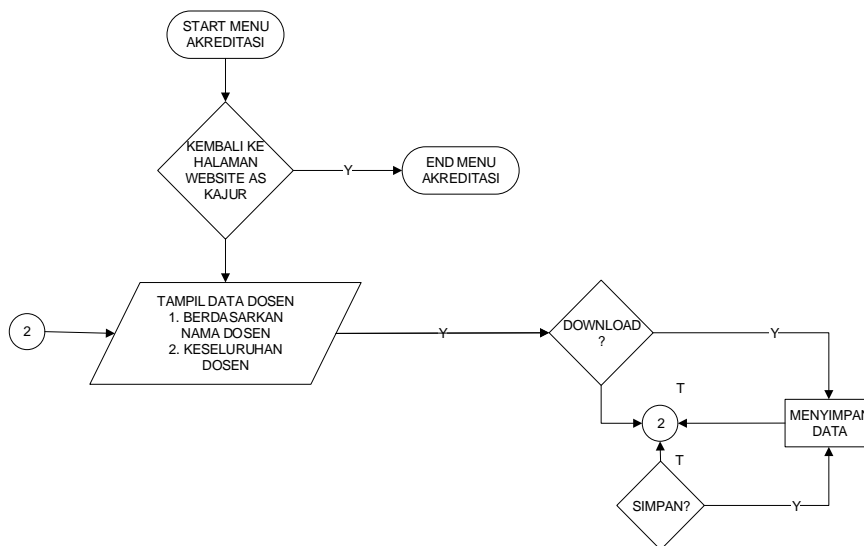 START MENU
AKREDITASI
KEMBALI KE
HALAMAN
WEBSITE AS
KAJUR
Y
END MENU
AKREDITASI
TAMPIL DATA DOSEN
1. BERDASARKAN
NAMA DOSEN
2. KESELURUHAN
DOSEN
2
Y
DOWNLOAD
?
Y
T
2
MENYIMPAN
DATA
T
SIMPAN?
Y